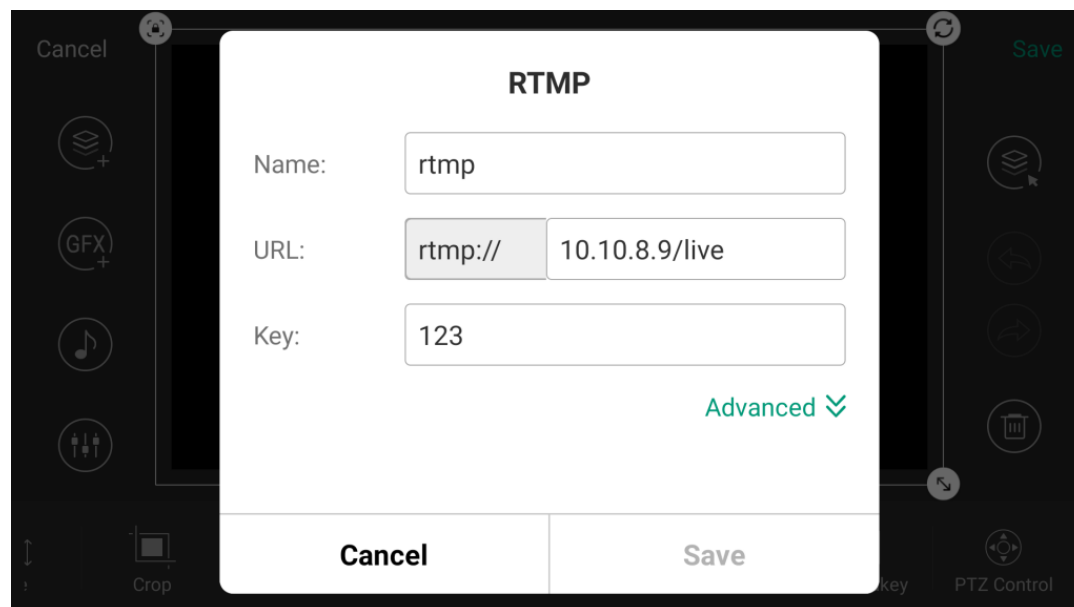 Cancel
Save
RTMP
Name: rtmp
URL: rtmp:// 10.10.8.9/live
GFX
Key: 123
Advanced
Cancel Save
Crop
key
PTZ Control